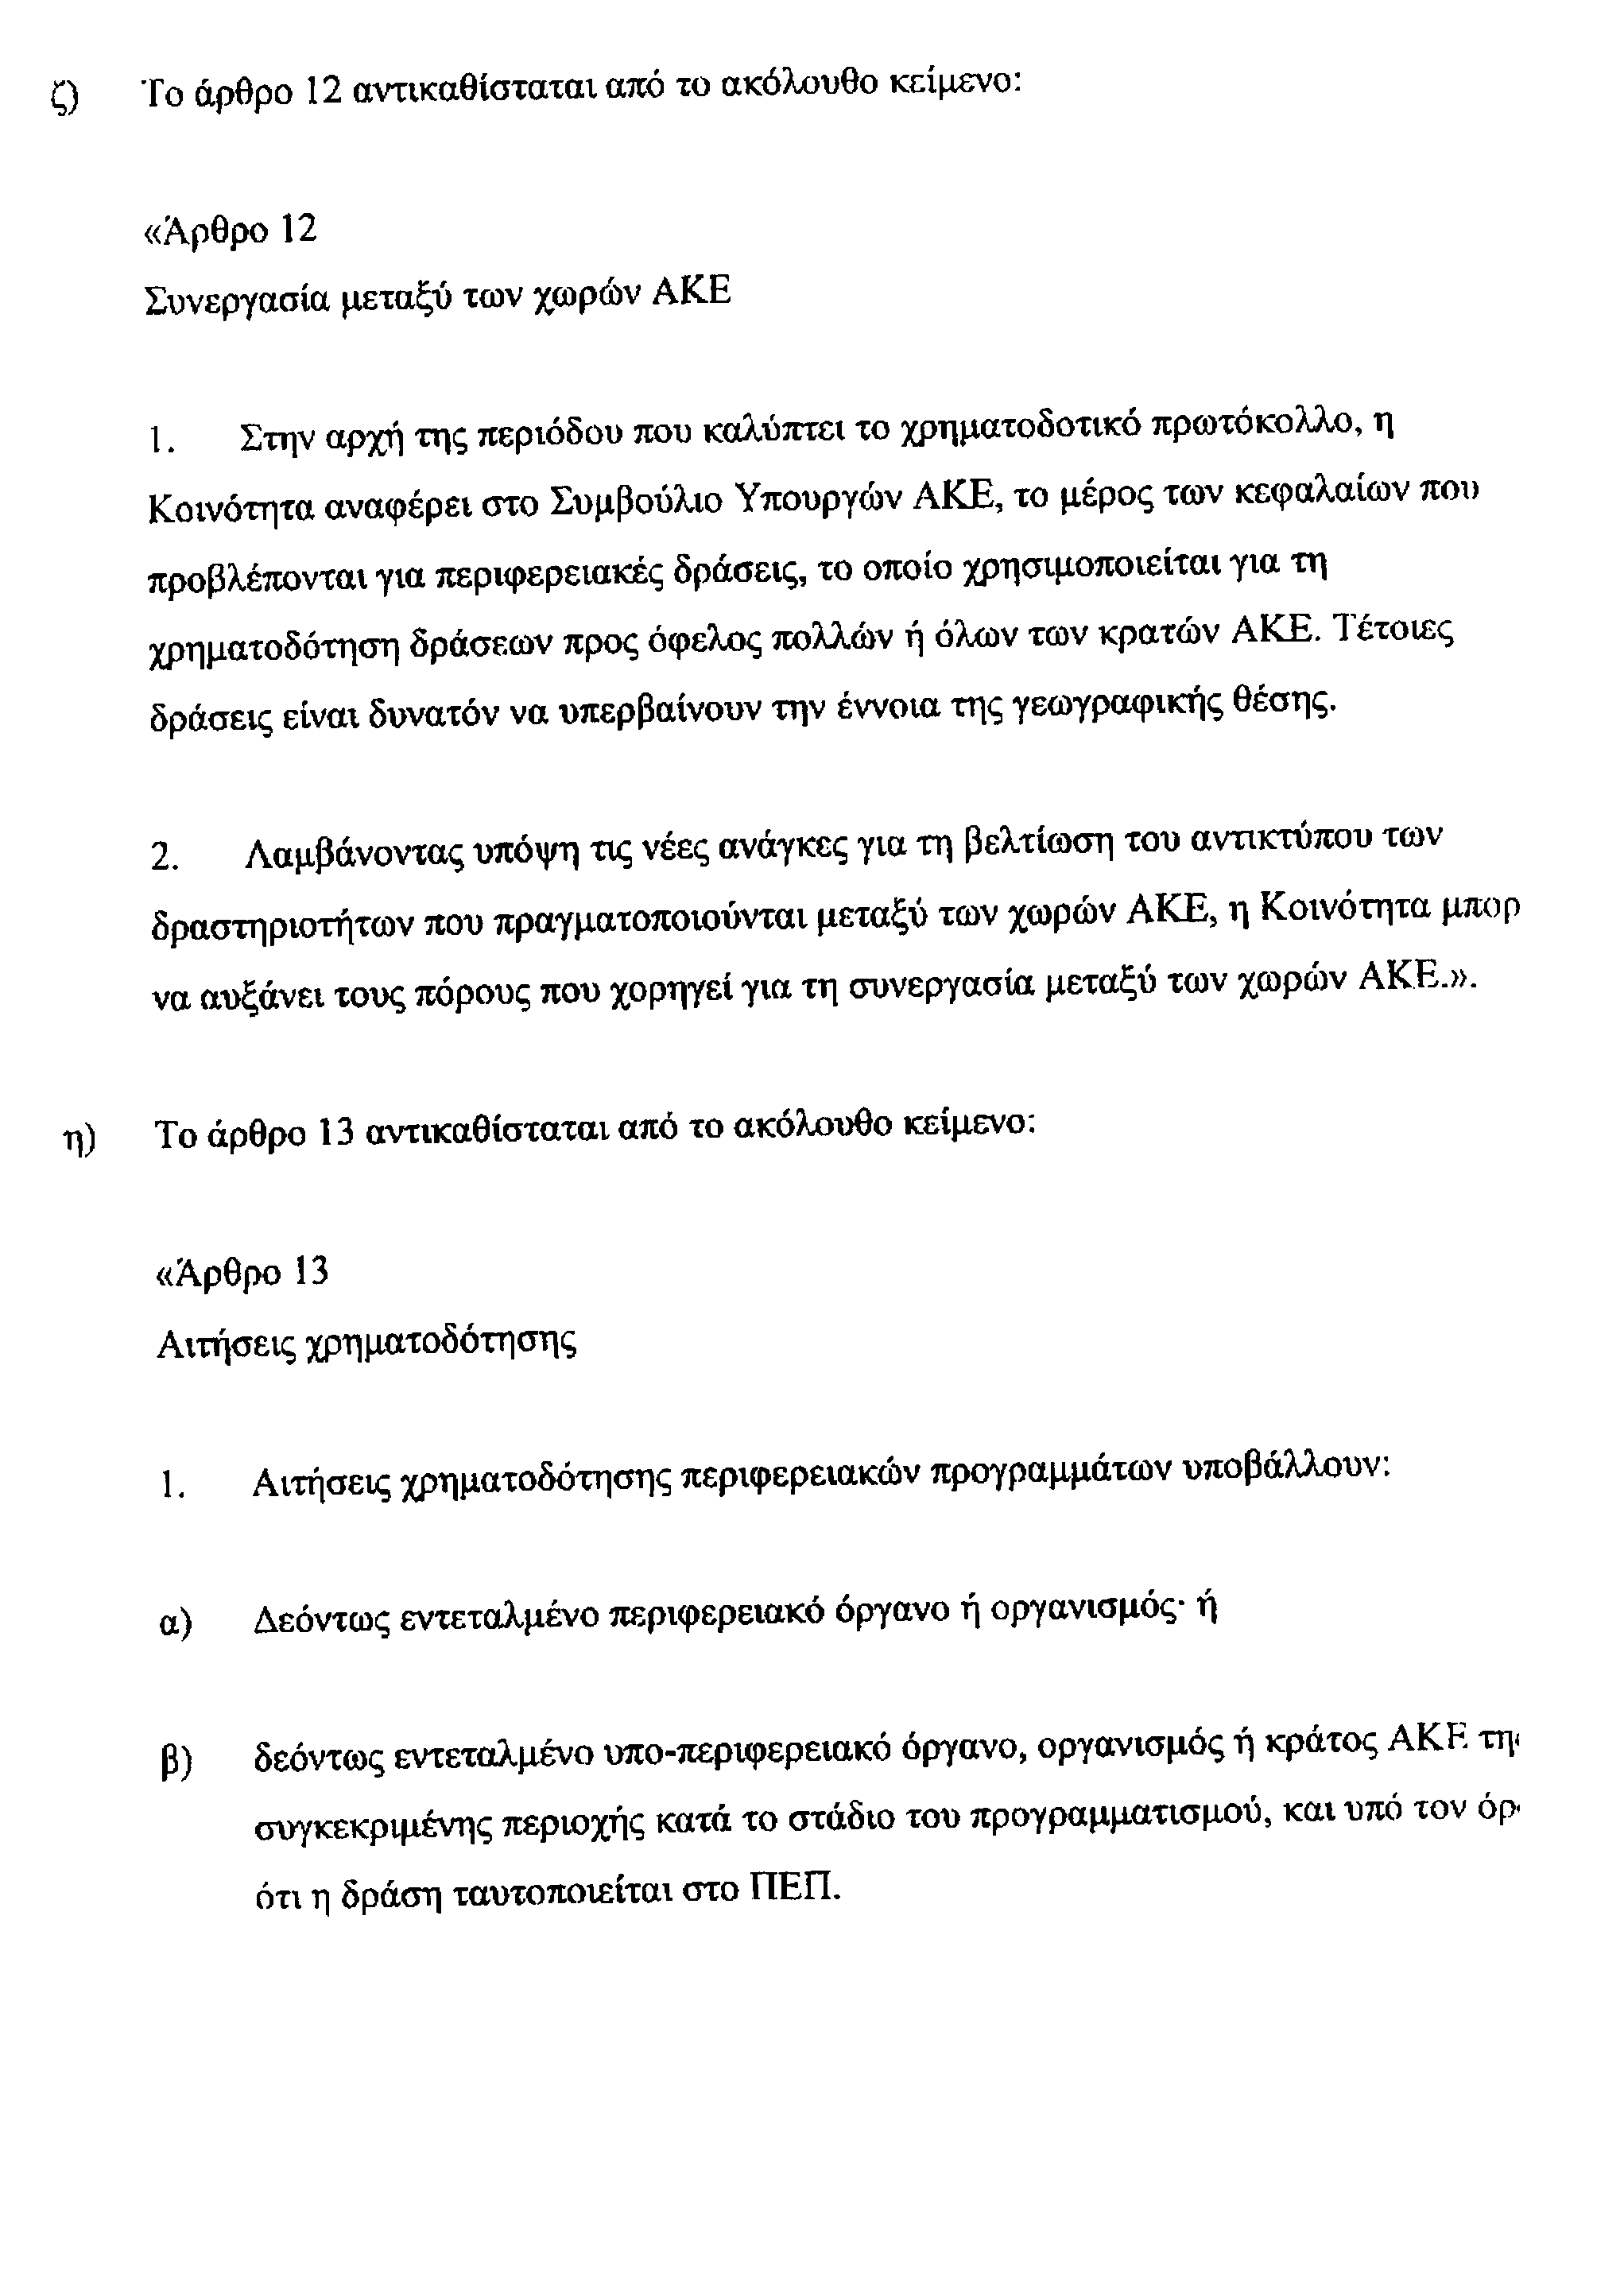 ζ) Το άρθρο 12 αντικαθίσταται από το ακόλουθο κείμενο:
«Άρθρο 12
Συνεργασία μεταξύ των χωρών ΑΚΕ
1. Στην αρχή της περιόδου που καλύπτει το χρηματοδοτικό πρωτόκολλο, η
Κοινότητα αναφέρει στο Συμβούλιο Υπουργών ΑΚΕ, το μέρος των κεφαλαίων που
προβλέπονται για περιφερειακές δράσεις, το οποίο χρησιμοποιείται για τη
χρηματοδότηση δράσεων προς όφελος πολλών ή όλων των κρατών ΑΚΕ. Τέτοιες
δράσεις είναι δυνατόν να υπερβαίνουν την έννοια της γεωγραφικής θέσης.
2. Λαμβάνοντας υπόψη τις νέες ανάγκες για τη βελτίωση του αντικτύπου των
δραστηριοτήτων που πραγματοποιούνται μεταξύ των χωρών ΑΚΕ, η Κοινότητα μπορ
να αυξάνει τους πόρους που χορηγεί για τη συνεργασία μεταξύ των χωρών ΑΚΕ.».
η) Το άρθρο 13 αντικαθίσταται από το ακόλουθο κείμενο:
«Άρθρο 13
Αιτήσεις χρηματοδότησης
1. Αιτήσεις χρηματοδότησης περιφερειακών προγραμμάτων υποβάλλουν:
α) Δεόντως εντεταλμένο περιφερειακό όργανο ή οργανισμός· ή
β) δεόντως εντεταλμένο υπο-περιφερειακό όργανο, οργανισμός ή κράτος ΑΚΕ τη
συγκεκριμένης περιοχής κατά το στάδιο του προγραμματισμού, και υπό τον όρ
ότι η δράση ταυτοποιείται στο ΠΕΠ.